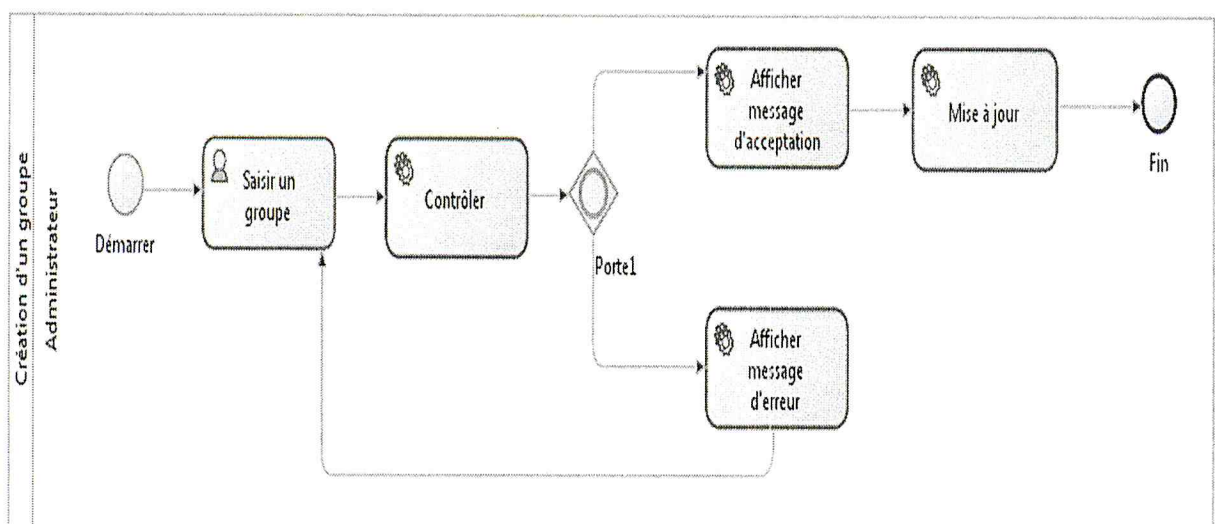 Création d'un groupe
Administrateur
Démarrer
Saisir un
groupe
Contrôler
Porte1
Afficher
message
d'acceptation
Mise à jour
Fin
Afficher
message
d'erreur